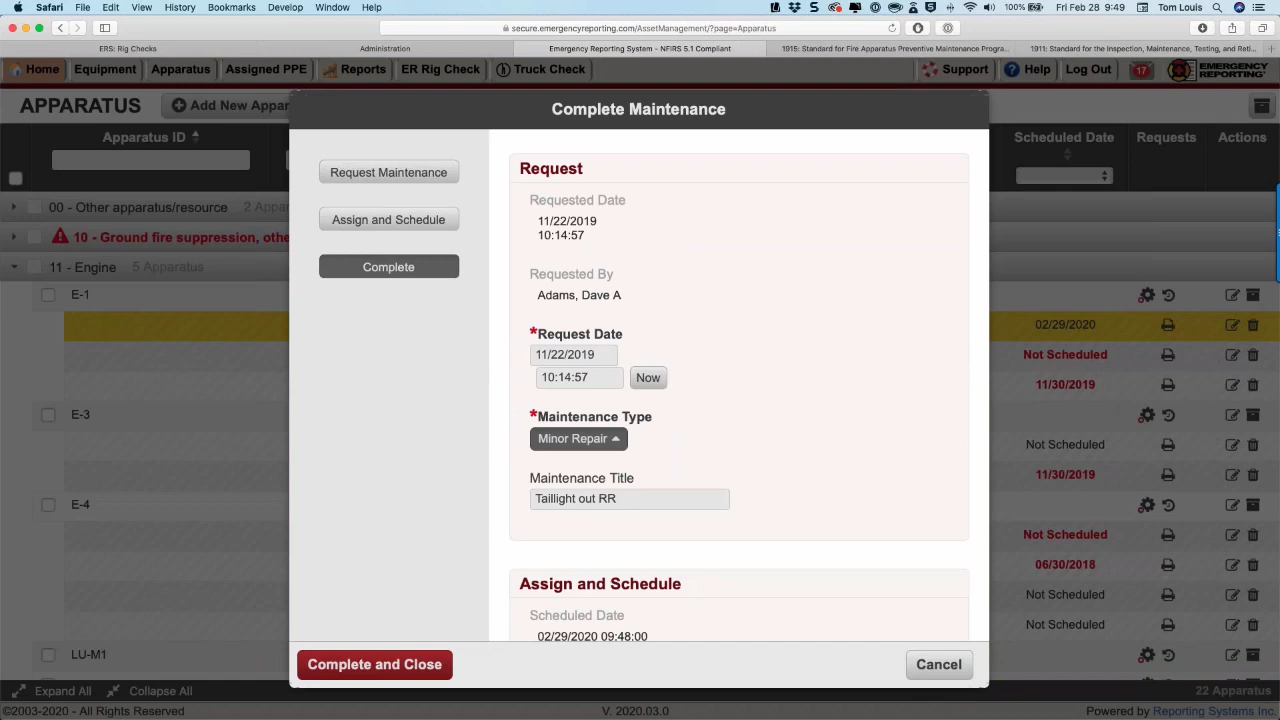 Safari File Edit View History Bookmarks Develop Window Help
100% Fri Feb 28 9:49 Tom Louis
secure.emergencyreporting.com/AssetManagement/?page=Apparatus
ERS: Rig Checks
Administration
Emergency Reporting System - NFIRS 5.1 Compliant
1915: Standard for Fire Apparatus Preventive Maintenance Progra...
1911: Standard for the Inspection, Maintenance, Testing, and Reti...
Home Equipment Apparatus Assigned PPE Reports ER Rig Check Truck Check Support Help Log Out 17 EMERGENCY REPORTING
APPARATUS Add New Appar
Complete Maintenance
Apparatus ID
Scheduled Date Requests Actions
00 - Other apparatus/resource 2 Appar
10 - Ground fire suppression, othe
11 - Engine 5 Apparatus
E-1
02/29/2020
Not Scheduled
11/30/2019
E-3
Not Scheduled
11/30/2019
E-4
Not Scheduled
06/30/2018
Not Scheduled
Not Scheduled
LU-M1
Request Maintenance
Assign and Schedule
Complete
Request
Requested Date
11/22/2019
10:14:57
Requested By
Adams, Dave A
*Request Date
11/22/2019
10:14:57 Now
*Maintenance Type
Minor Repair
Maintenance Title
Taillight out RR
Assign and Schedule
Scheduled Date
02/29/2020 09:48:00
Complete and Close Cancel
Expand All Collapse All 22 Apparatus
©2003-2020 - All Rights Reserved V. 2020.03.0 Powered by Reporting Systems Inc.